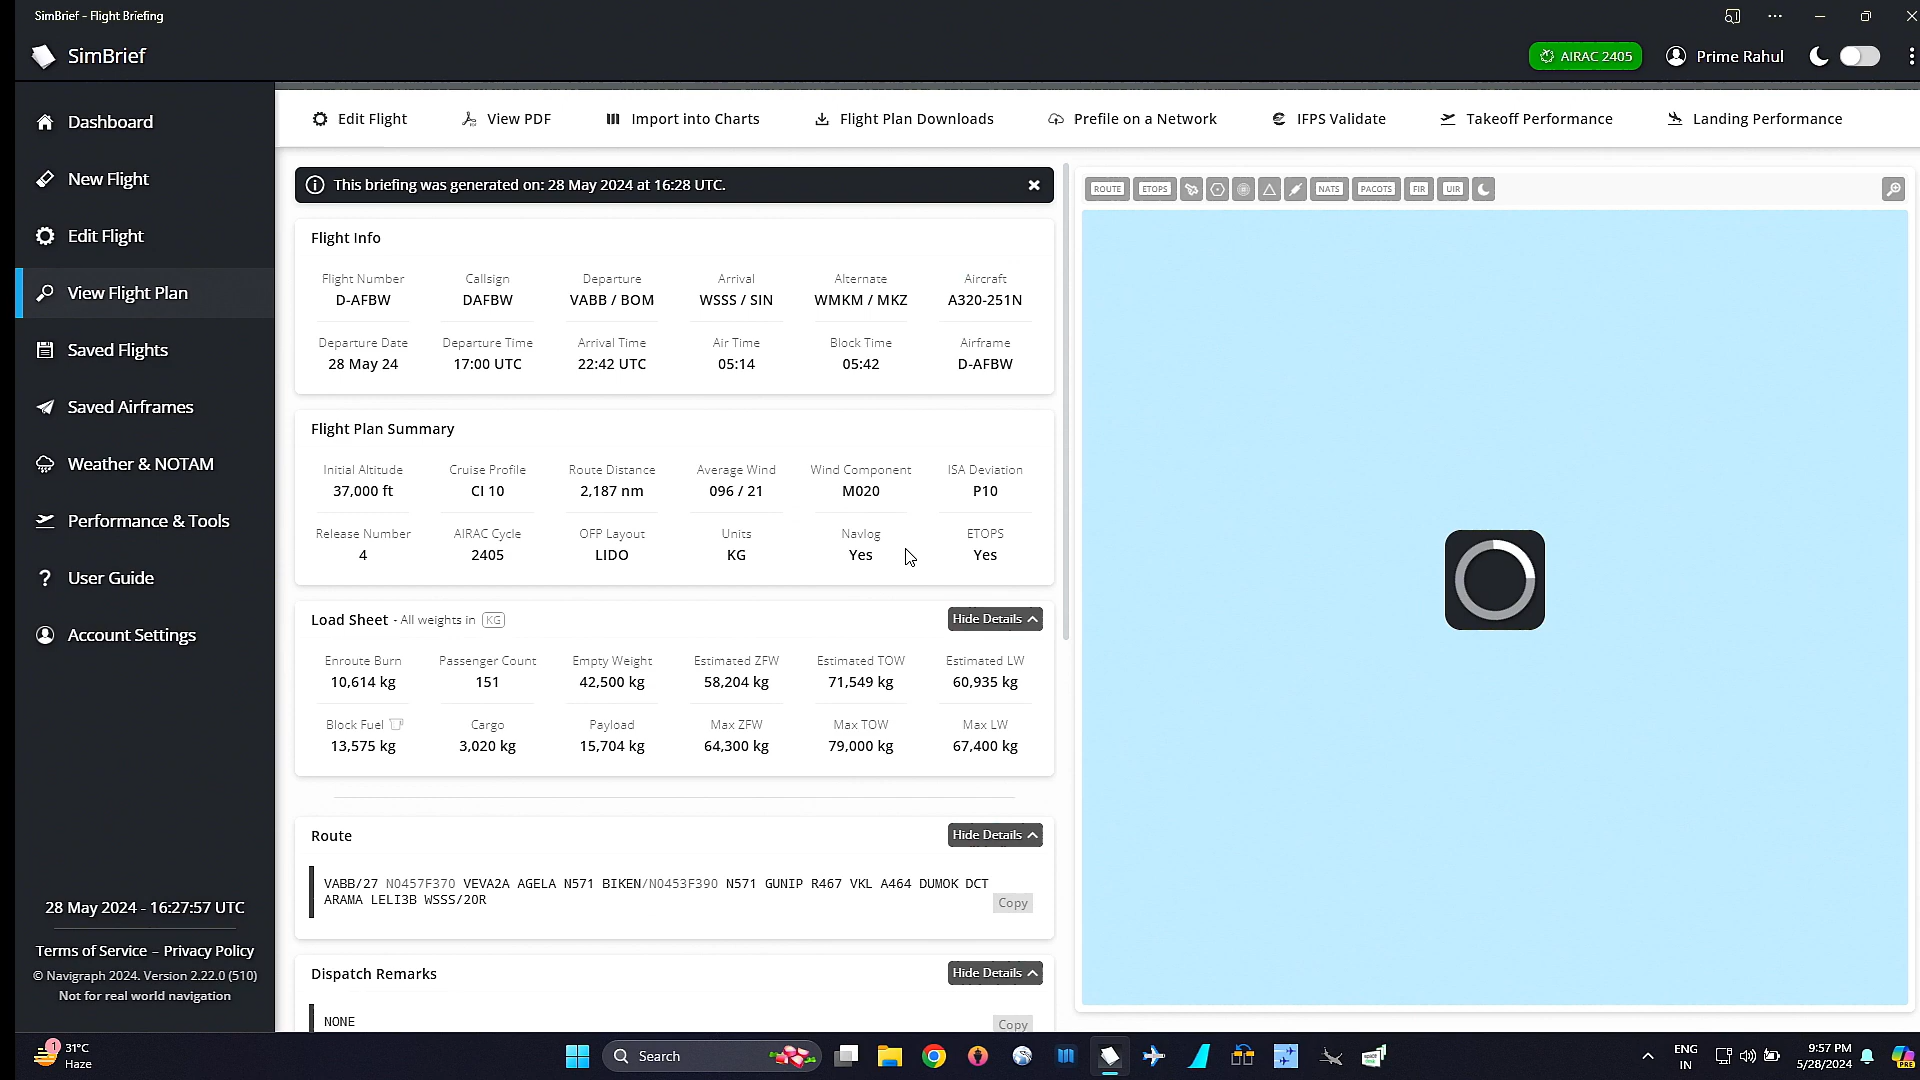 SimBrief - Flight Briefing
SimBrief
AIRAC 2405
Prime Rahul
Dashboard
New Flight
Edit Flight
View Flight Plan
Saved Flights
Saved Airframes
Weather & NOTAM
Performance & Tools
User Guide
Account Settings
28 May 2024 - 16:27:57 UTC
Terms of Service – Privacy Policy
© Navigraph 2024. Version 2.22.0 (510)
Not for real world navigation
Edit Flight View PDF Import into Charts Flight Plan Downloads Prefile on a Network IFPS Validate Takeoff Performance Landing Performance
This briefing was generated on: 28 May 2024 at 16:28 UTC.
Flight Info
Flight Number Callsign Departure Arrival Alternate Aircraft
D-AFBW DAFBW VABB / BOM WSSS / SIN WMKM / MKZ A320-251N
Departure Date Departure Time Arrival Time Air Time Block Time Airframe
28 May 24 17:00 UTC 22:42 UTC 05:14 05:42 D-AFBW
Flight Plan Summary
Initial Altitude Cruise Profile Route Distance Average Wind Wind Component ISA Deviation
37,000 ft CI 10 2,187 nm 096 / 21 M020 P10
Release Number AIRAC Cycle OFP Layout Units Navlog ETOPS
4 2405 LIDO KG Yes Yes
Load Sheet - All weights in KG Hide Details
Enroute Burn Passenger Count Empty Weight Estimated ZFW Estimated TOW Estimated LW
10,614 kg 151 42,500 kg 58,204 kg 71,549 kg 60,935 kg
Block Fuel Cargo Payload Max ZFW Max TOW Max LW
13,575 kg 3,020 kg 15,704 kg 64,300 kg 79,000 kg 67,400 kg
Route Hide Details
VABB/27 N0457F370 VEVA2A AGELA N571 BIKEN/N0453F390 N571 GUNIP R467 VKL A464 DUMOK DCT
ARAMA LELI3B WSSS/20R
Copy
Dispatch Remarks Hide Details
NONE
Copy
ROUTE ETOPS NATS PACOTS FIR UIR
1
31°C
Haze
Search
ENG
IN
9:57 PM
5/28/2024
PRE